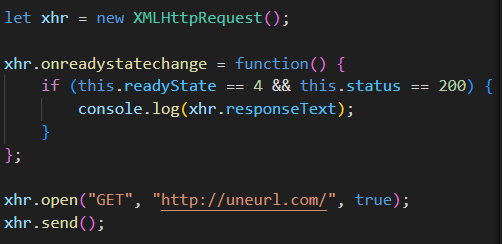 let xhr = new XMLHttpRequest();
xhr.onreadystatechange = function() {
if (this.readyState == 4 && this.status == 200) {
console.log(xhr.responseText);
}
};
xhr.open("GET", "http://uneurl.com/", true);
xhr.send();